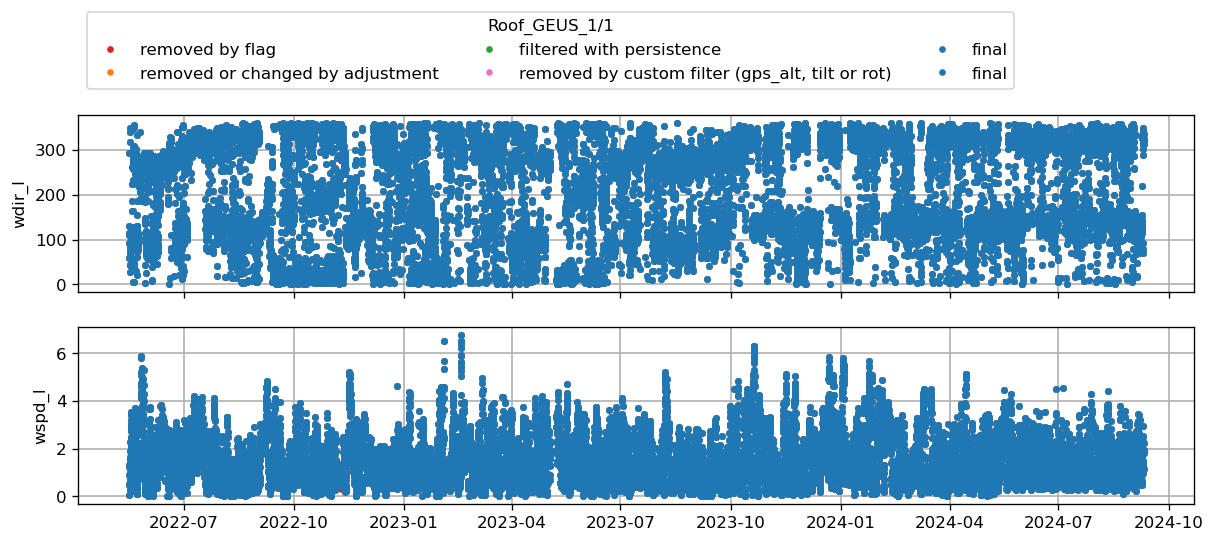 Roof_GEUS_1/1
removed by flag
filtered with persistence
final
removed or changed by adjustment
removed by custom filter (gps_alt, tilt or rot)
final
wdir_l
300
200
100
0
wspd_l
6
4
2
0
2022-07
2022-10
2023-01
2023-04
2023-07
2023-10
2024-01
2024-04
2024-07
2024-10